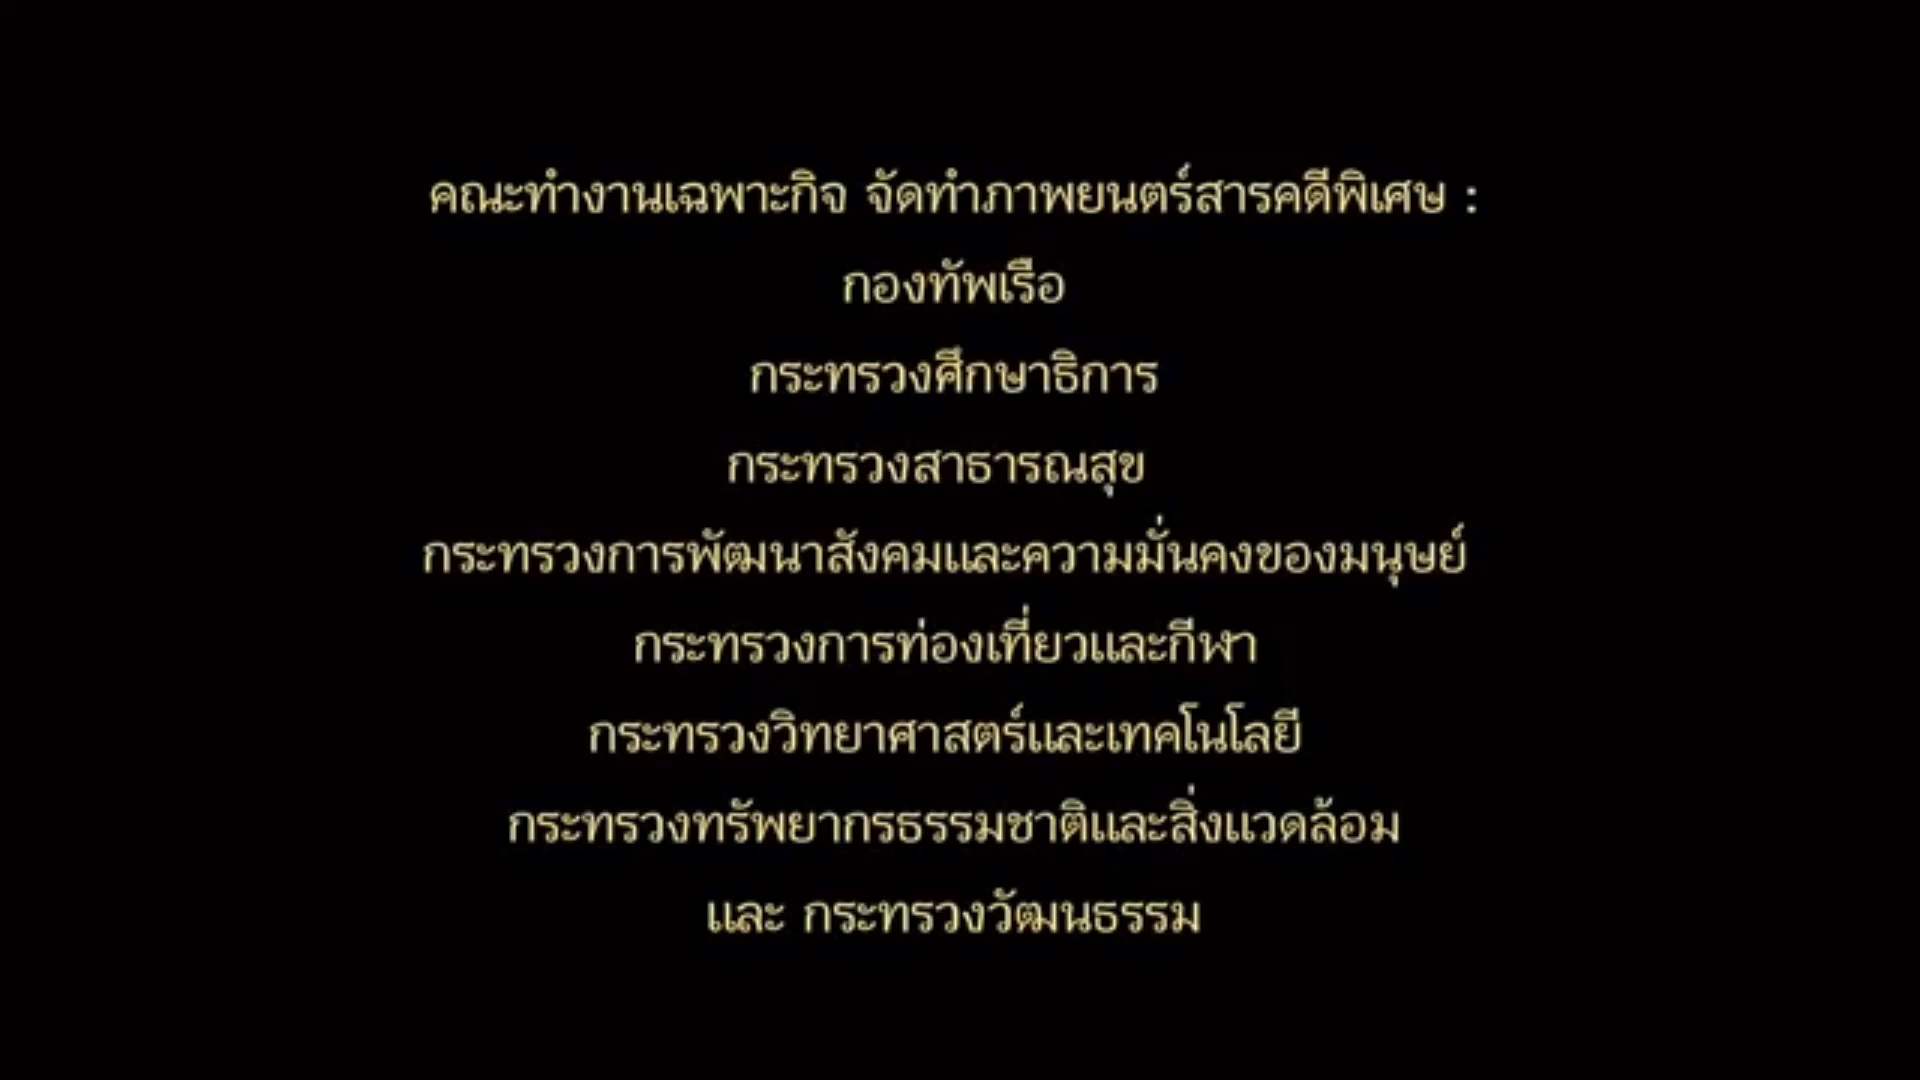 คณะทำงานเฉพาะกิจ จัดทำภาพยนตร์สารคดีพิเศษ :
กองทัพเรือ
กระทรวงศึกษาธิการ
กระทรวงสาธารณสุข
กระทรวงการพัฒนาสังคมและความมั่นคงของมนุษย์
กระทรวงการท่องเที่ยวและกีฬา
กระทรวงวิทยาศาสตร์และเทคโนโลยี
กระทรวงทรัพยากรธรรมชาติและสิ่งแวดล้อม
และ กระทรวงวัฒนธรรม